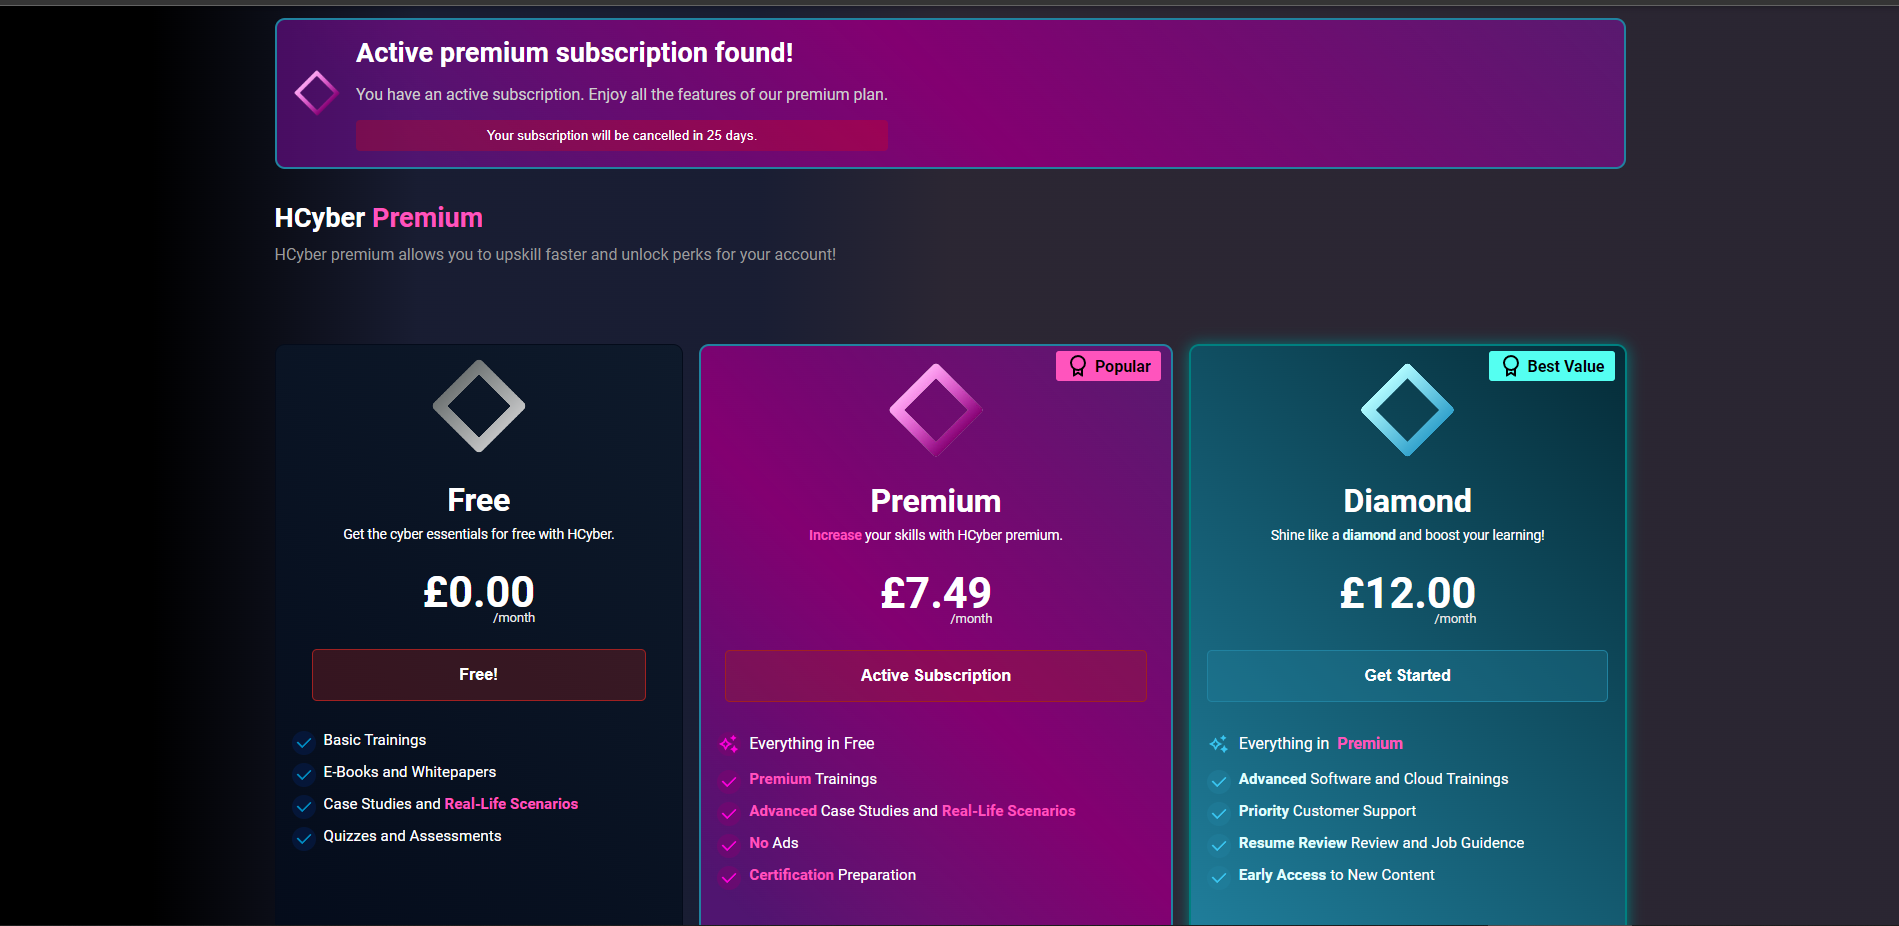 Active premium subscription found!
You have an active subscription. Enjoy all the features of our premium plan.
Your subscription will be cancelled in 25 days.
HCyber Premium
HCyber premium allows you to upskill faster and unlock perks for your account!
Free
Get the cyber essentials for free with HCyber.
£0.00
/month
Free!
Basic Trainings
E-Books and Whitepapers
Case Studies and Real-Life Scenarios
Quizzes and Assessments
Popular
Premium
Increase your skills with HCyber premium.
£7.49
/month
Active Subscription
Everything in Free
Premium Trainings
Advanced Case Studies and Real-Life Scenarios
No Ads
Certification Preparation
Best Value
Diamond
Shine like a diamond and boost your learning!
£12.00
/month
Get Started
Everything in Premium
Advanced Software and Cloud Trainings
Priority Customer Support
Resume Review Review and Job Guidence
Early Access to New Content